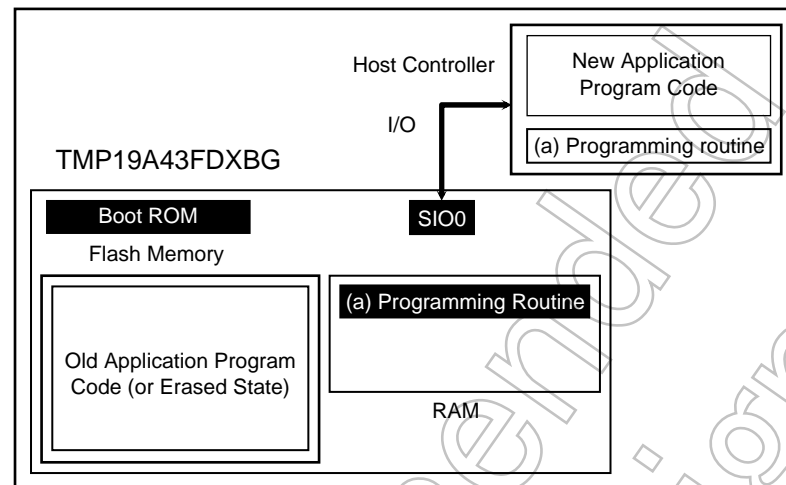 Host Controller
New Application
Program Code
I/O
(a) Programming routine
TMP19A43FDXBG
Boot ROM
SIO0
Flash Memory
(a) Programming Routine
Old Application Program
Code (or Erased State)
RAM